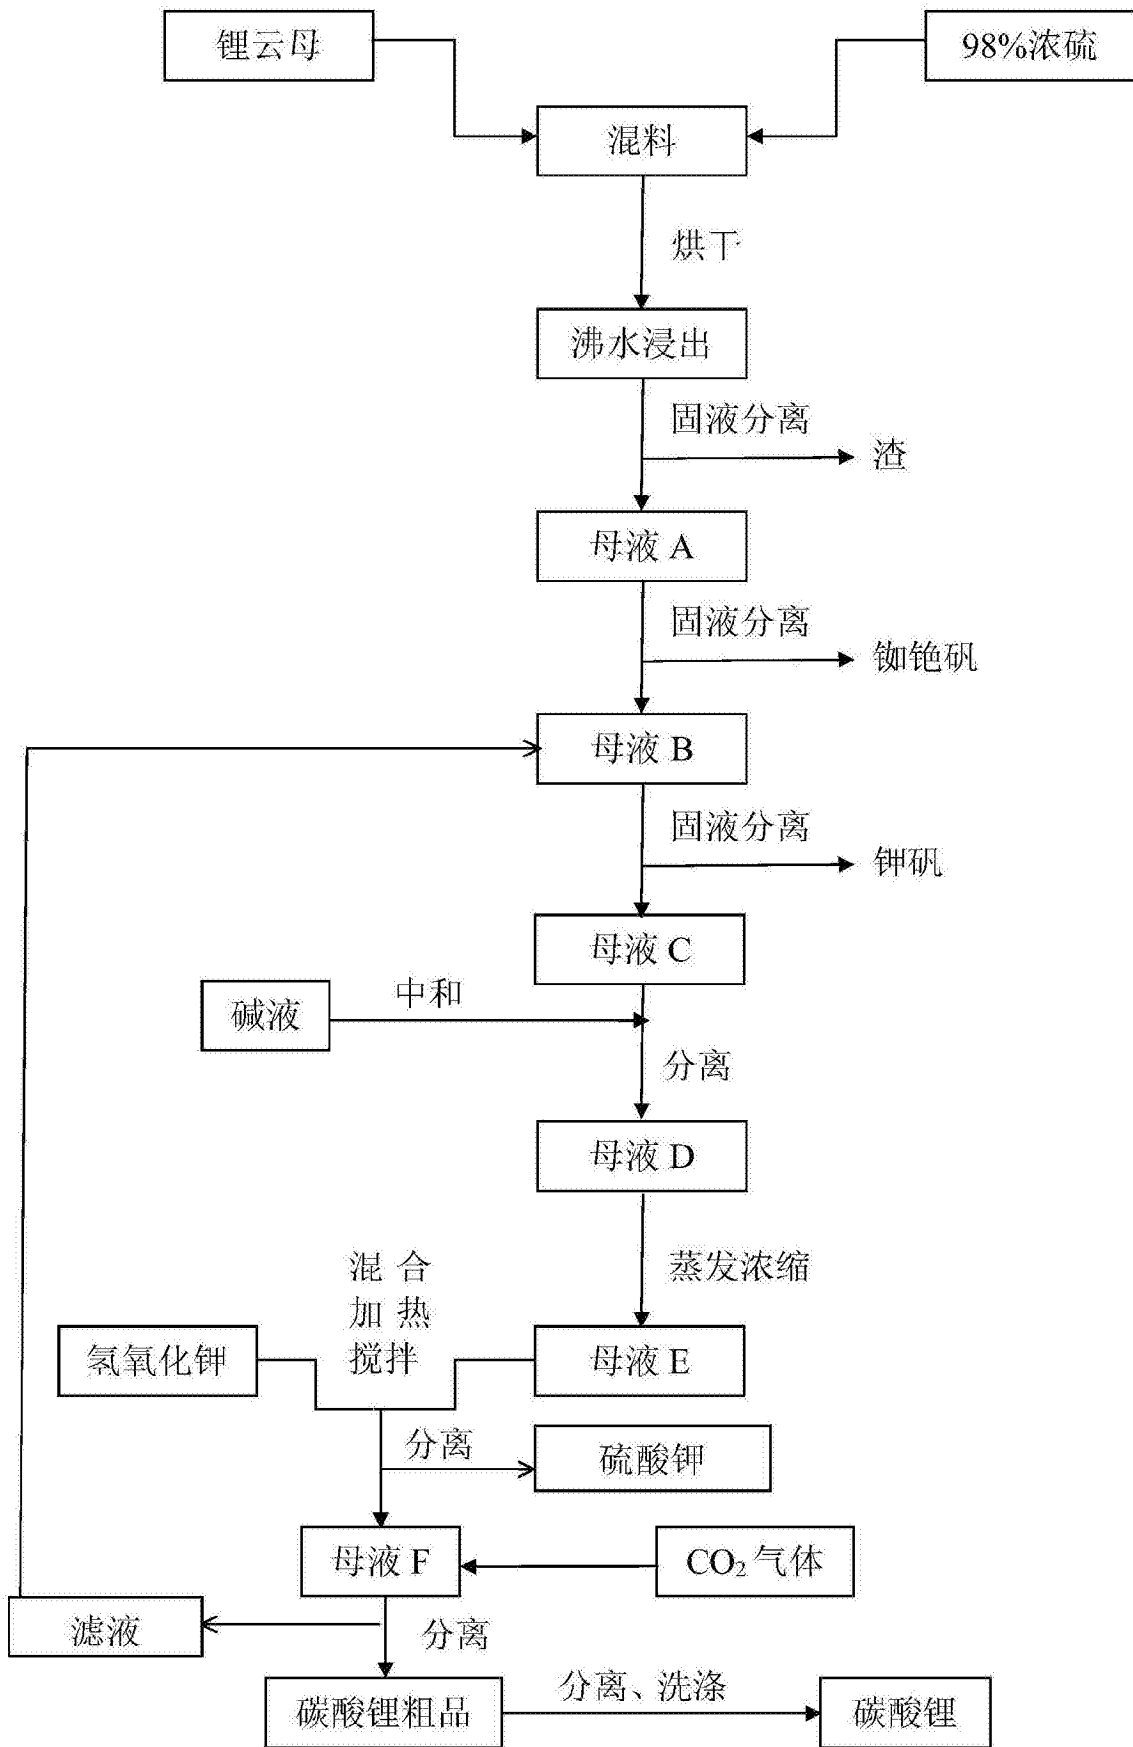 锂云母
98%浓硫
混料
烘干
沸水浸出
固液分离
渣
母液 A
固液分离
铷铯矾
母液 B
固液分离
钾矾
母液 C
中和
碱液
分离
母液 D
蒸发浓缩
混 合
加 热
搅拌
氢氧化钾
母液 E
分离
硫酸钾
母液 F
CO₂ 气体
滤液
分离
碳酸锂粗品
分离、洗涤
碳酸锂